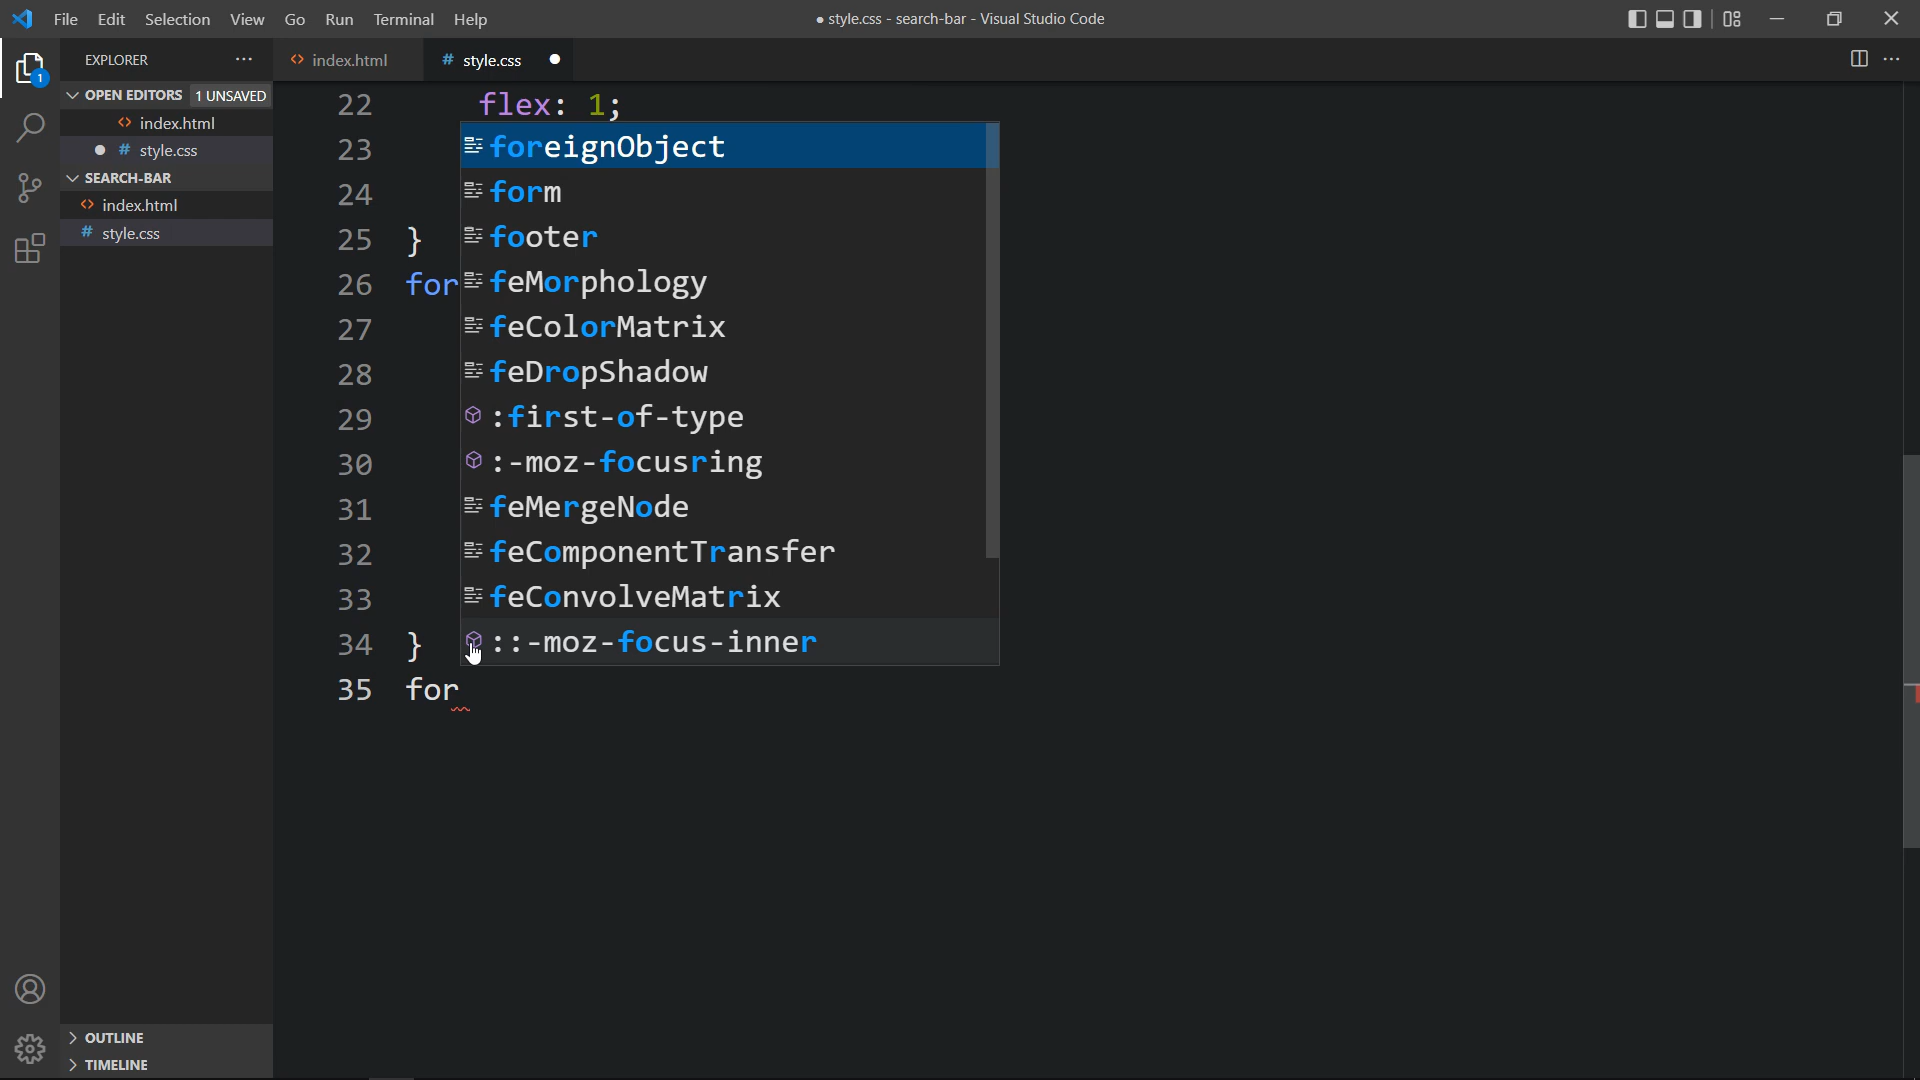 File Edit Selection View Go Run Terminal Help
● style.css - search-bar - Visual Studio Code
EXPLORER ···
<> index.html
# style.css ●
OPEN EDITORS 1 UNSAVED
<> index.html
● # style.css
SEARCH-BAR
<> index.html
# style.css
1
22 flex: 1;
23
24
25 }
26 for
27
28
29
30
31
32
33
34 }
35 for
foreignObject
form
footer
feMorphology
feColorMatrix
feDropShadow
:first-of-type
:-moz-focusring
feMergeNode
feComponentTransfer
feConvolveMatrix
::-moz-focus-inner
OUTLINE
TIMELINE